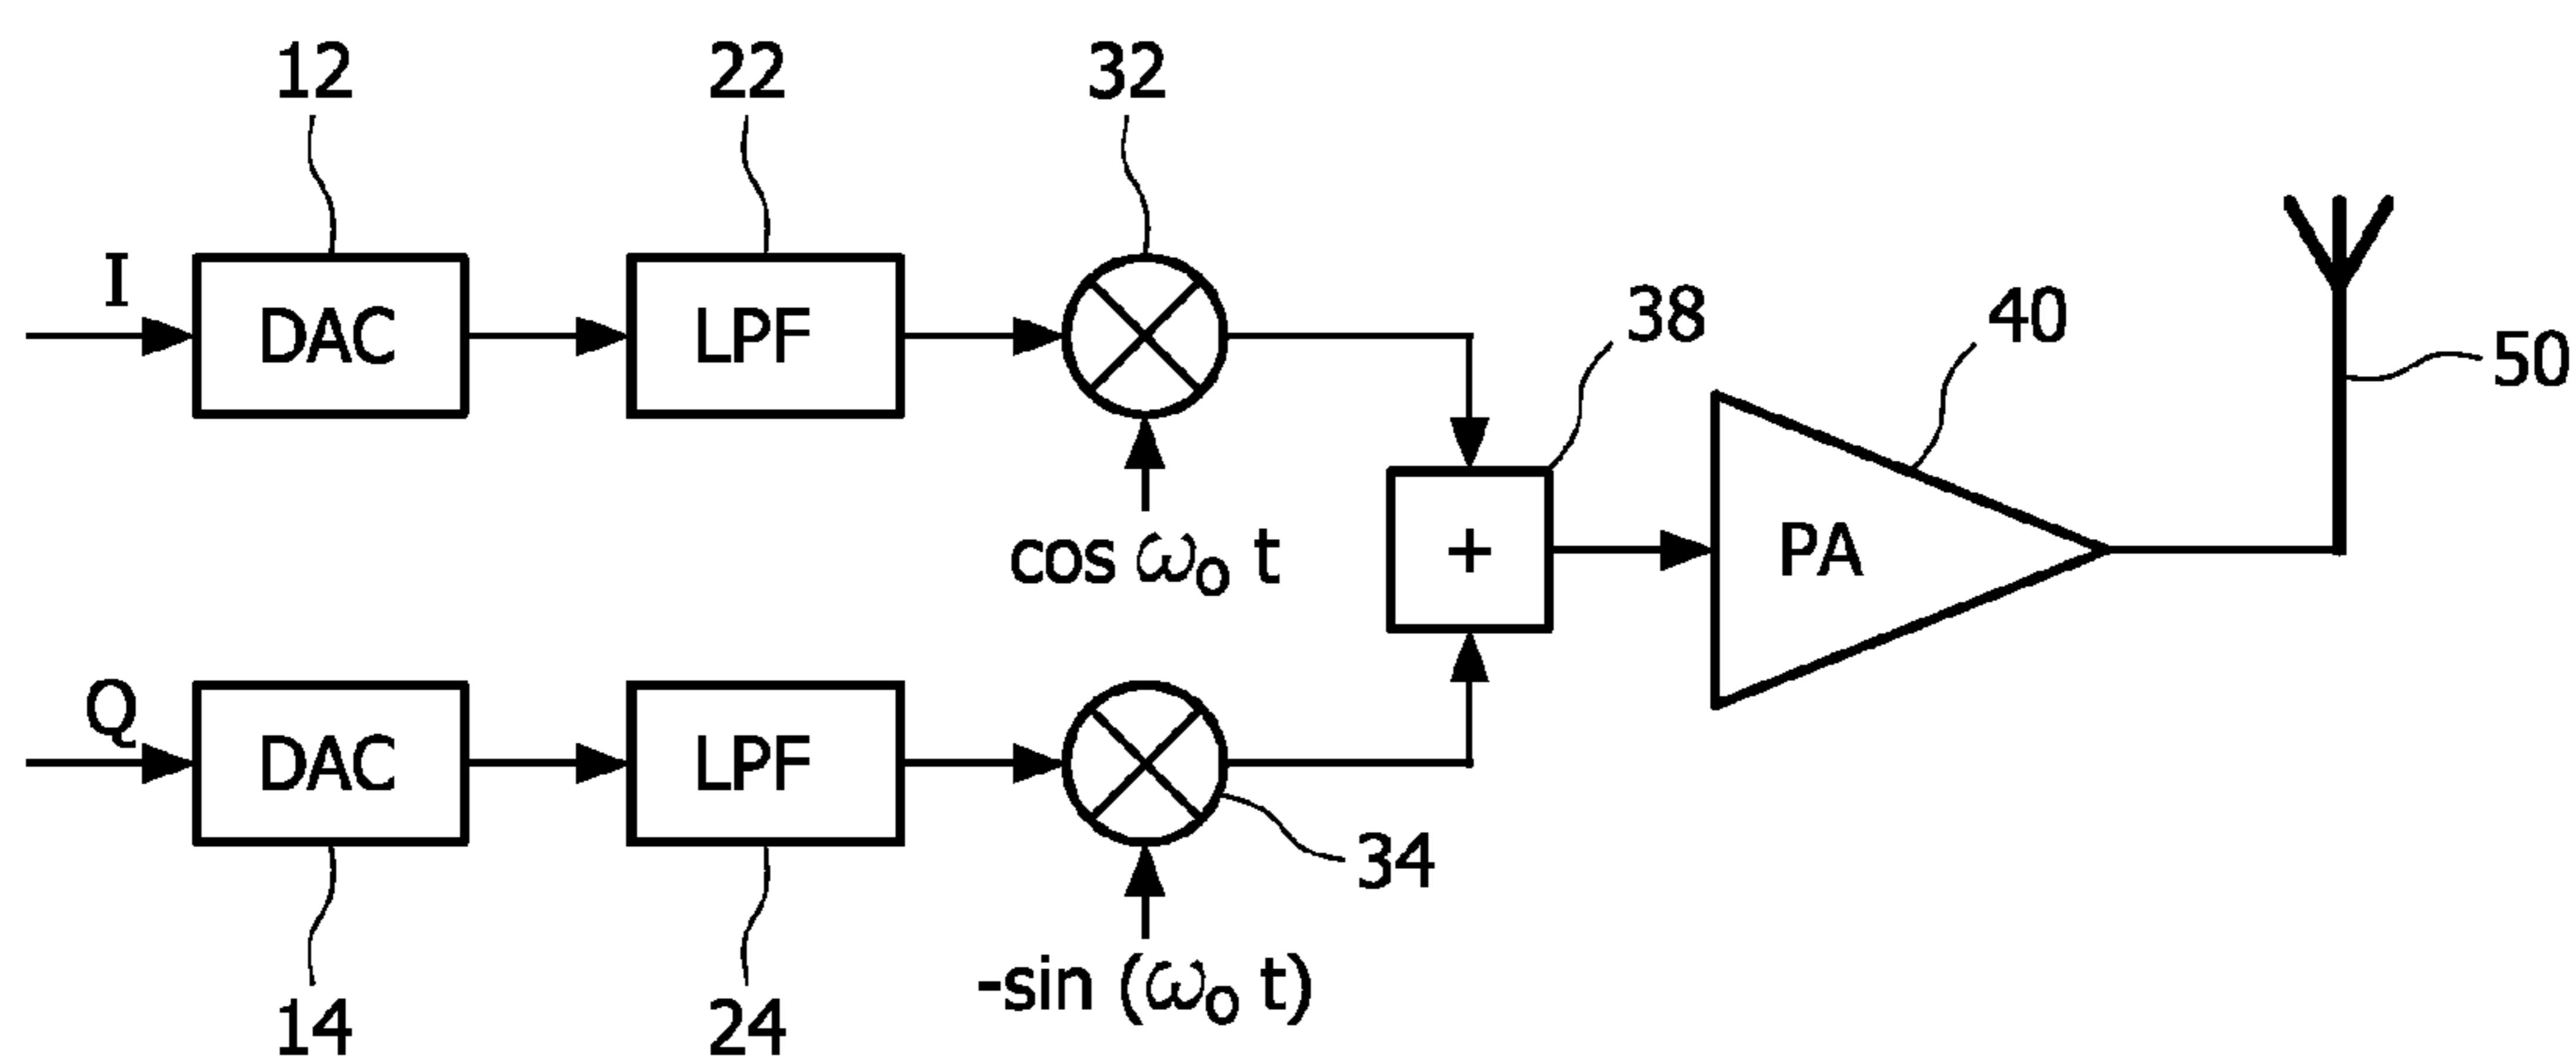 12
22
32
I
DAC
LPF
38
40
50
cos ω₀ t
+
PA
Q
DAC
LPF
34
-sin (ω₀ t)
14
24